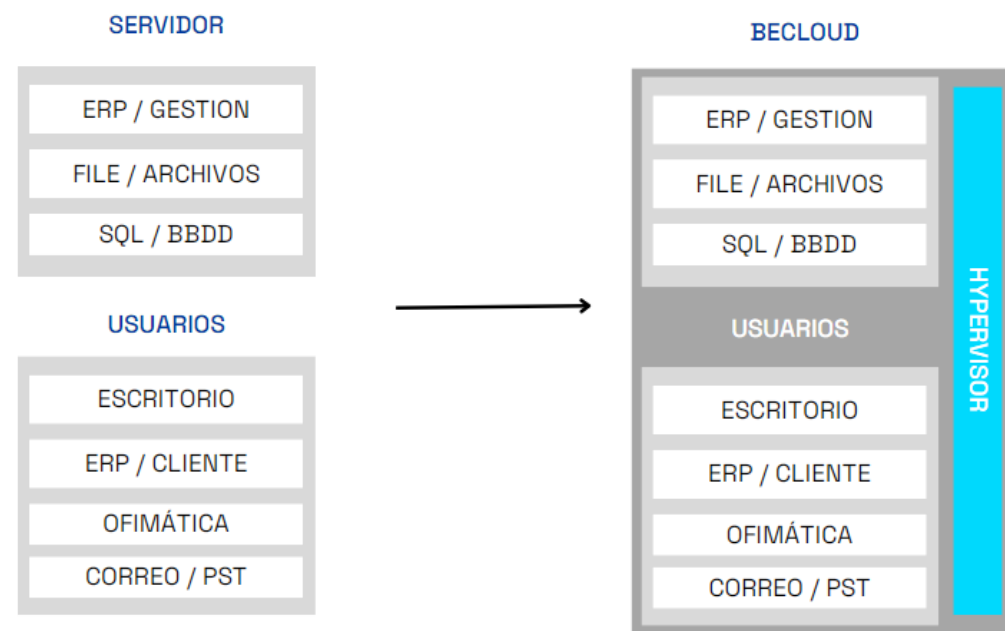 SERVIDOR
ERP / GESTION
FILE / ARCHIVOS
SQL / BBDD
USUARIOS
ESCRITORIO
ERP / CLIENTE
OFIMÁTICA
CORREO / PST
BECLOUD
ERP / GESTION
FILE / ARCHIVOS
SQL / BBDD
USUARIOS
ESCRITORIO
ERP / CLIENTE
OFIMÁTICA
CORREO / PST
HYPERVISOR